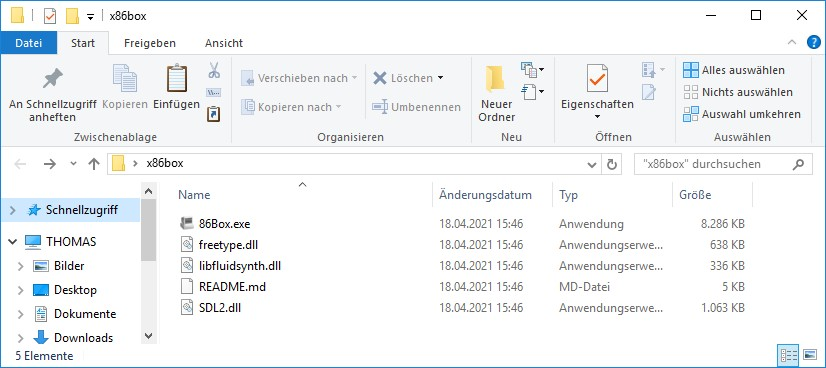 x86box
Datei Start Freigeben Ansicht
An Schnellzugriff anheften
Kopieren
Einfügen
Zwischenablage
Verschieben nach
Kopieren nach
Löschen
Umbenennen
Organisieren
Neuer Ordner
Neu
Eigenschaften
Öffnen
Alles auswählen
Nichts auswählen
Auswahl umkehren
Auswählen
x86box
"x86box" durchsuchen
Schnellzugriff
THOMAS
Bilder
Desktop
Dokumente
Downloads
Name Änderungsdatum Typ Größe
86Box.exe 18.04.2021 15:46 Anwendung 8.286 KB
freetype.dll 18.04.2021 15:46 Anwendungserwe... 638 KB
libfluidsynth.dll 18.04.2021 15:46 Anwendungserwe... 336 KB
README.md 18.04.2021 15:46 MD-Datei 5 KB
SDL2.dll 18.04.2021 15:46 Anwendungserwe... 1.063 KB
5 Elemente